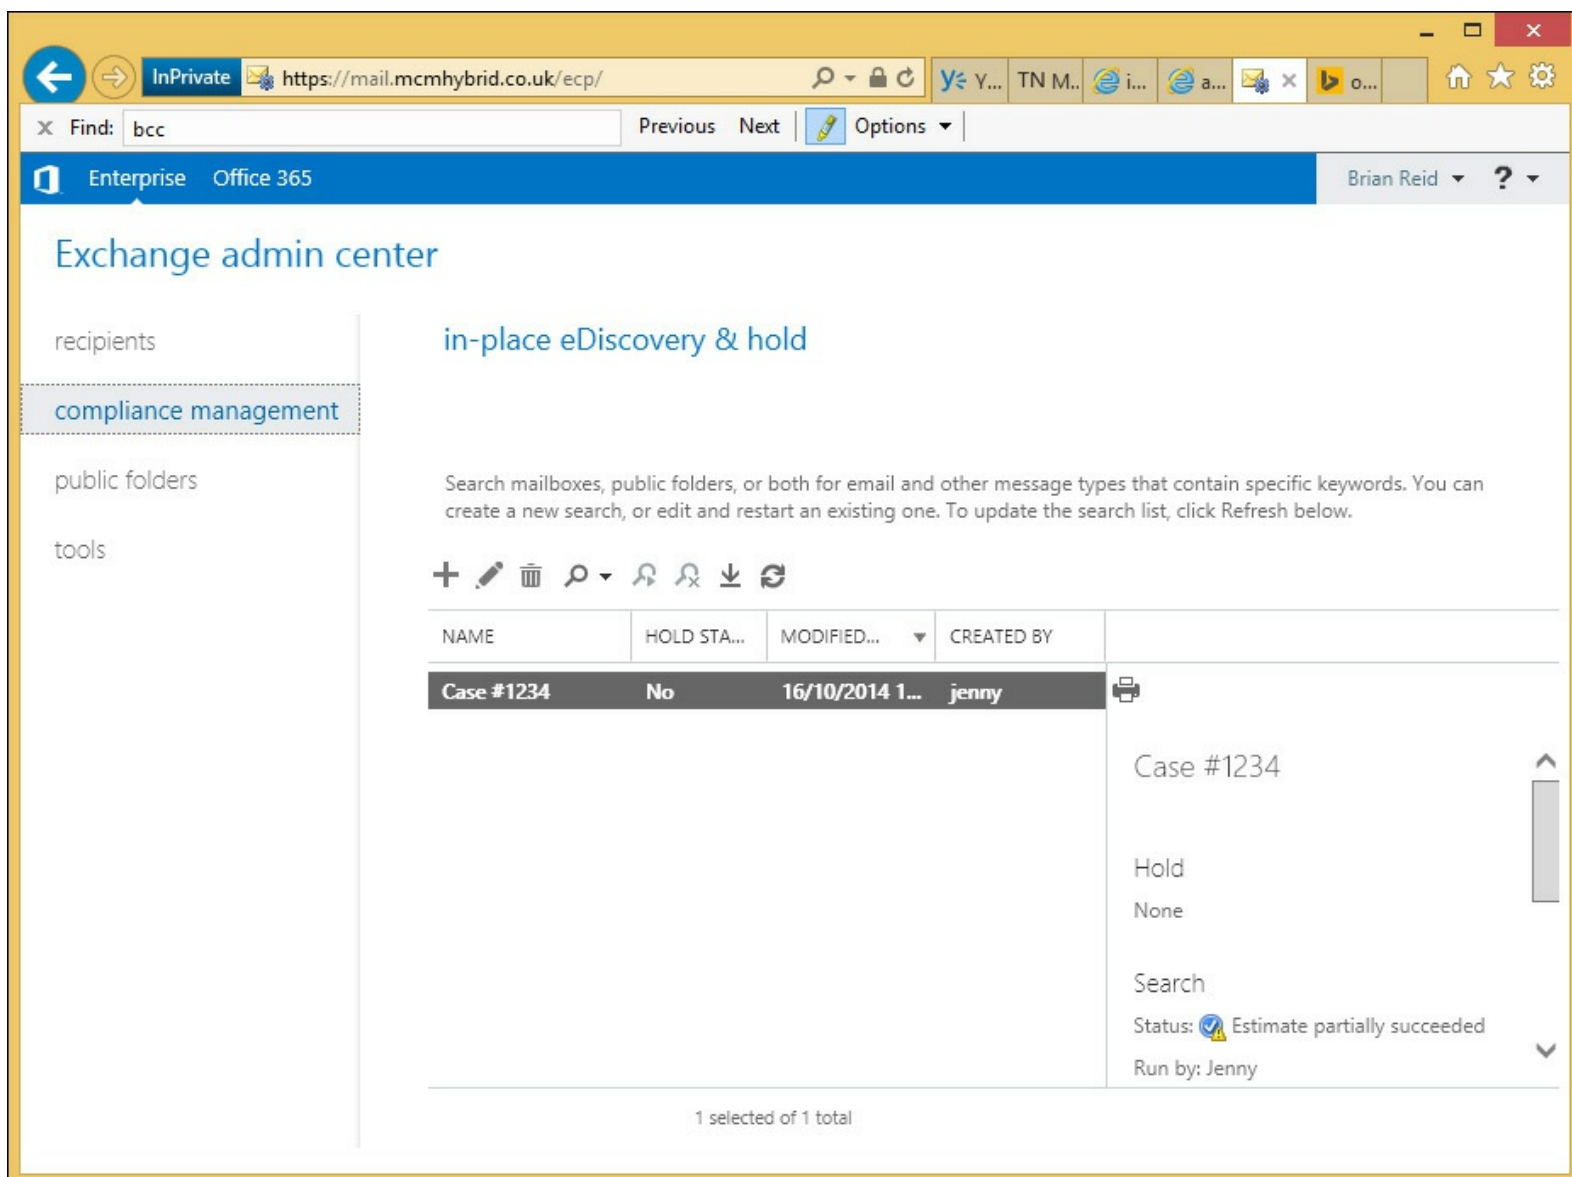 InPrivate https://mail.mcmhybrid.co.uk/ecp/ Y... TN M.. i... a... o...
Find: bcc Previous Next Options
Enterprise Office 365 Brian Reid ?
Exchange admin center
recipients
compliance management
public folders
tools
in-place eDiscovery & hold
Search mailboxes, public folders, or both for email and other message types that contain specific keywords. You can
create a new search, or edit and restart an existing one. To update the search list, click Refresh below.
NAME HOLD STA... MODIFIED... CREATED BY
Case #1234 No 16/10/2014 1... jenny
Case #1234
Hold
None
Search
Status: Estimate partially succeeded
Run by: Jenny
1 selected of 1 total